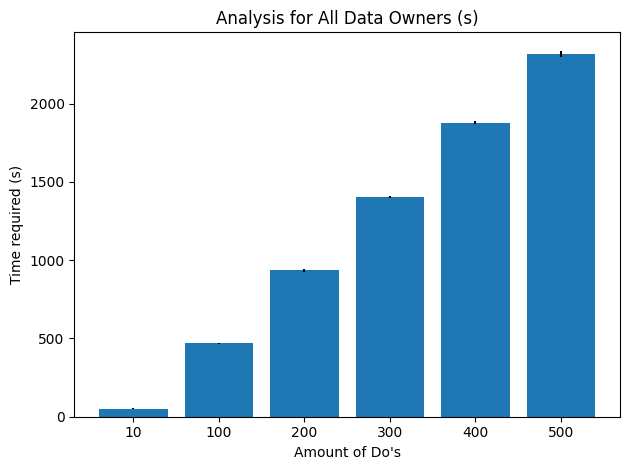 Analysis for All Data Owners (s)
Time required (s)
2000
1500
1000
500
0
10 100 200 300 400 500
Amount of Do's